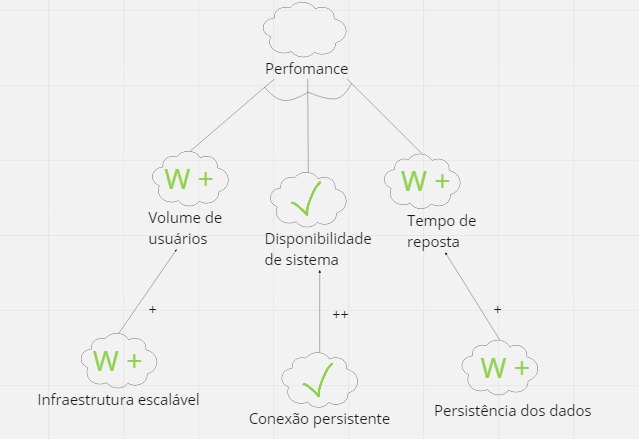 Perfomance
W +
W +
Volume de
usuários
Disponibilidade
de sistema
Tempo de
reposta
+
++
+
W +
W +
Infraestrutura escalável
Conexão persistente
Persistência dos dados